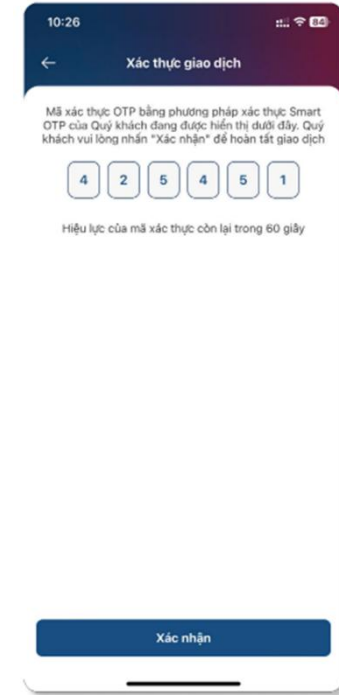 10:26
84
Xác thực giao dịch
Mã xác thực OTP bằng phương pháp xác thực Smart
OTP của Quý khách đang được hiển thị dưới đây. Quý
khách vui lòng nhấn "Xác nhận" để hoàn tất giao dịch
4 2 5 4 5 1
Hiệu lực của mã xác thực còn lại trong 60 giây
Xác nhận